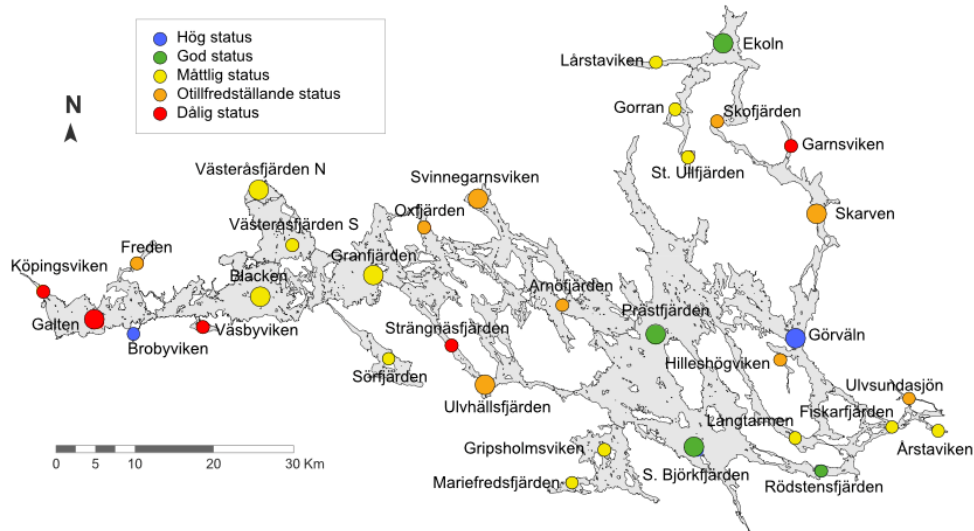 Hög status
God status
Måttlig status
Otillfredställande status
Dålig status
N
Ekoln
Lårstaviken
Gorran
Skofjärden
Garnsviken
St. Ullfjärden
Västeråsfjärden N
Svinnegarnsviken
Skarven
Oxfjärden
Västeråsfjärden S
Freden
Granfjärden
Köpingsviken
Blacken
Arnöfjärden
Prästfjärden
Galten
Väsbyviken
Strängnäsfjärden
Görväln
Brobyviken
Hilleshögviken
Sörfjärden
Ulvsundasjön
Ulvhällsfjärden
Fiskarfjärden
Långtarmen
Gripsholmsviken
Årstaviken
S. Björkfjärden
Mariefredsfjärden
Rödstensfjärden
0 5 10 20 30 Km